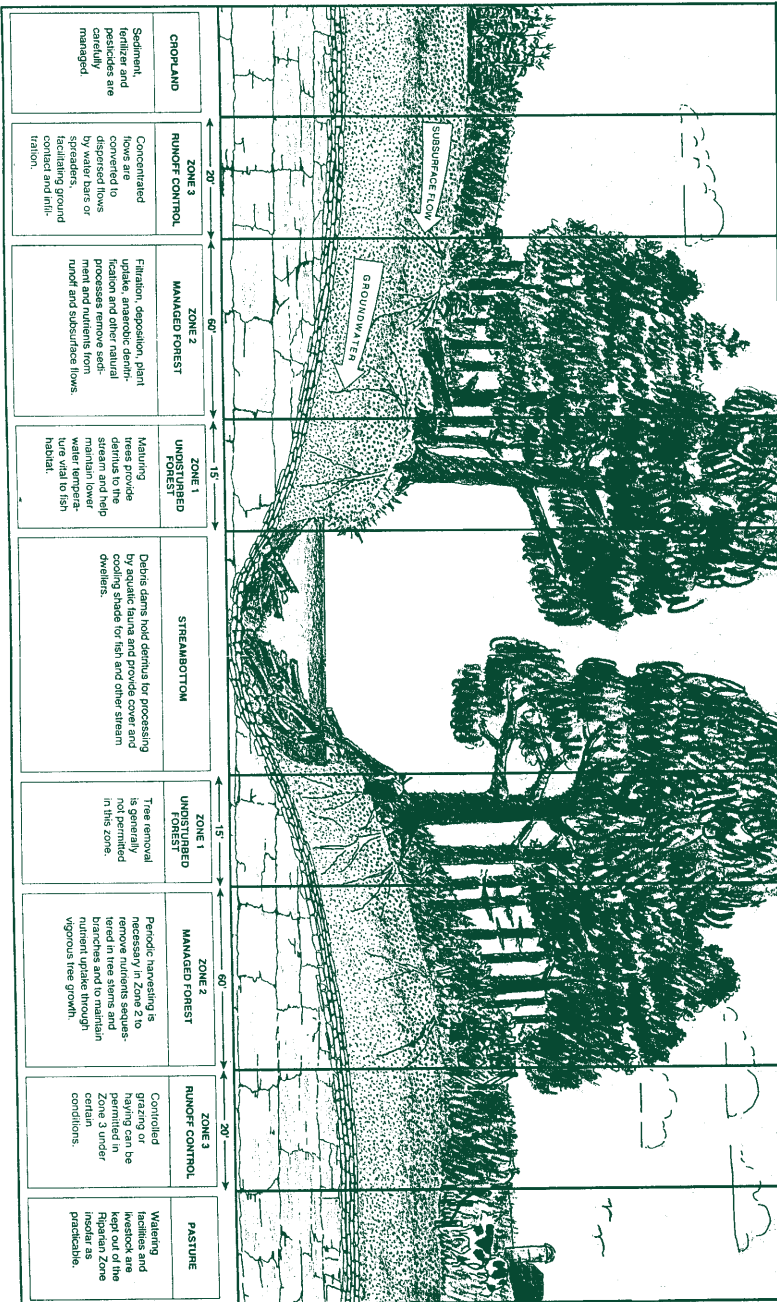 SUBSURFACE FLOW
GROUNDWATER
20'
60'
15'
15'
60'
20'
CROPLAND
Sediment,
fertilizer and
pesticides are
carefully
managed.
ZONE 3
RUNOFF CONTROL
Concentrated
flows are
converted to
dispersed flows
by water bars or
spreaders,
facilitating ground
contact and infil-
tration.
ZONE 2
MANAGED FOREST
Filtration, deposition, plant
uptake, anaerobic denitri-
fication and other natural
processes remove sedi-
ment and nutrients from
runoff and subsurface flows.
ZONE 1
UNDISTURBED
FOREST
Maturing
trees provide
detritus to the
stream and help
maintain lower
water tempera-
ture vital to fish
habitat.
STREAMBOTTOM
Debris dams hold detritus for processing
by aquatic fauna and provide cover and
cooling shade for fish and other stream
dwellers.
ZONE 1
UNDISTURBED
FOREST
Tree removal
is generally
not permitted
in this zone.
ZONE 2
MANAGED FOREST
Periodic harvesting is
necessary in Zone 2 to
remove nutrients seques-
tered in tree stems and
branches and to maintain
nutrient uptake through
vigorous tree growth.
ZONE 3
RUNOFF CONTROL
Controlled
grazing or
haying can be
permitted in
Zone 3 under
certain
conditions.
PASTURE
Watering
facilities and
livestock are
kept out of the
Riparian Zone
insofar as
practicable.